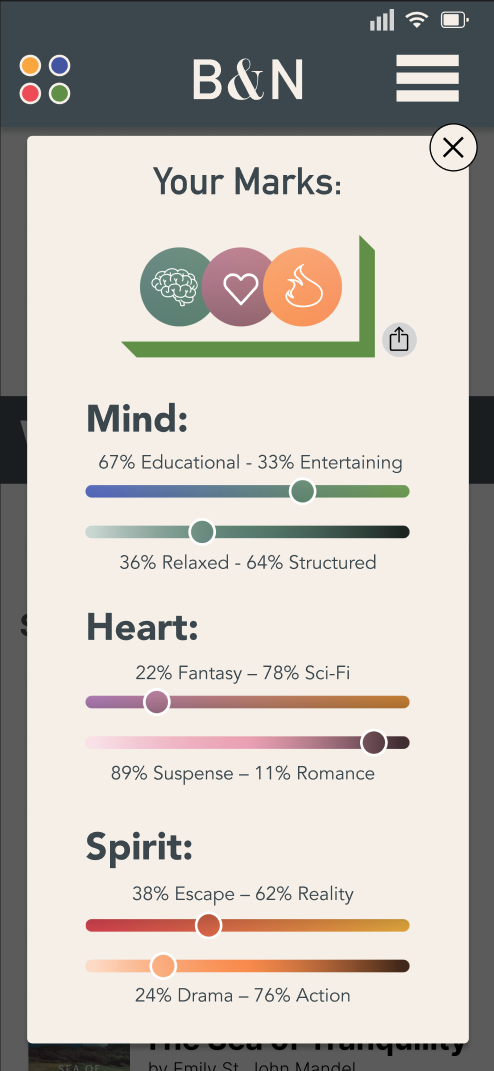 B&N
Your Marks:
Mind:
67% Educational - 33% Entertaining
36% Relaxed - 64% Structured
Heart:
22% Fantasy – 78% Sci-Fi
89% Suspense – 11% Romance
Spirit:
38% Escape – 62% Reality
24% Drama – 76% Action
The Sea of Tranquility
SEA OF
by Emily St. John Mandel